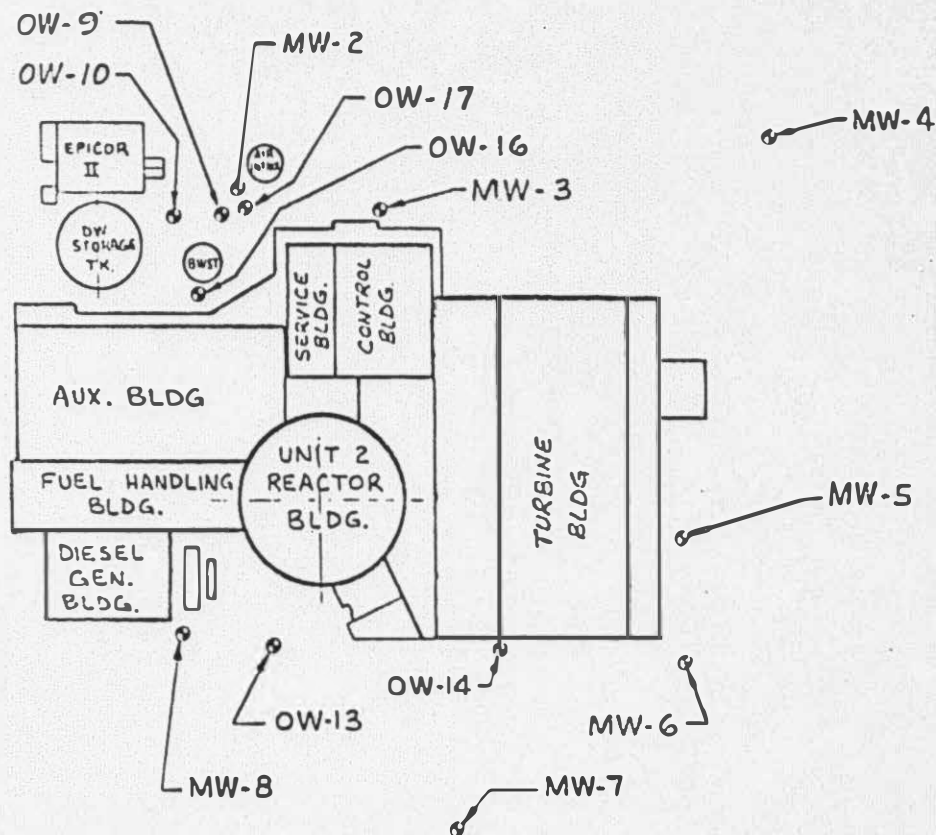 OW-9
MW-2
OW-10
OW-17
MW-4
EPICOR
II
AIR
OW-16
MW-3
DW
STORAGE
TK.
BWST
SERVICE
BLDG.
CONTROL
BLDG.
AUX. BLDG
UNIT 2
REACTOR
BLDG.
FUEL HANDLING
BLDG.
TURBINE
BLDG
MW-5
DIESEL
GEN.
BLDG.
OW-14
OW-13
MW-6
MW-8
MW-7